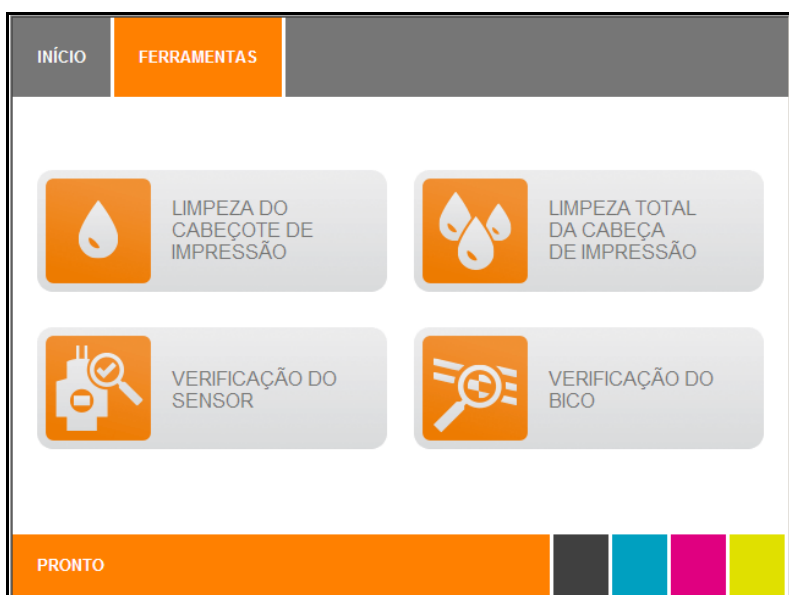 INÍCIO
FERRAMENTAS
LIMPEZA DO
CABEÇOTE DE
IMPRESSÃO
LIMPEZA TOTAL
DA CABEÇA
DE IMPRESSÃO
VERIFICAÇÃO DO
SENSOR
VERIFICAÇÃO DO
BICO
PRONTO